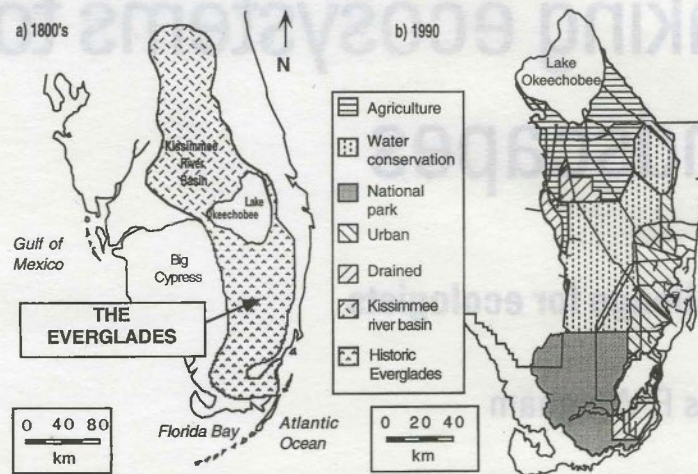 a) 1800's
N
Kissimmee
River
Basin
Lake
Okeechobee
Gulf of
Mexico
Big
Cypress
THE
EVERGLADES
0 40 80
km
Florida Bay
Atlantic
Ocean
Agriculture
Water
conservation
National
park
Urban
Drained
Kissimmee
river basin
Historic
Everglades
b) 1990
Lake
Okeechobee
0 20 40
km